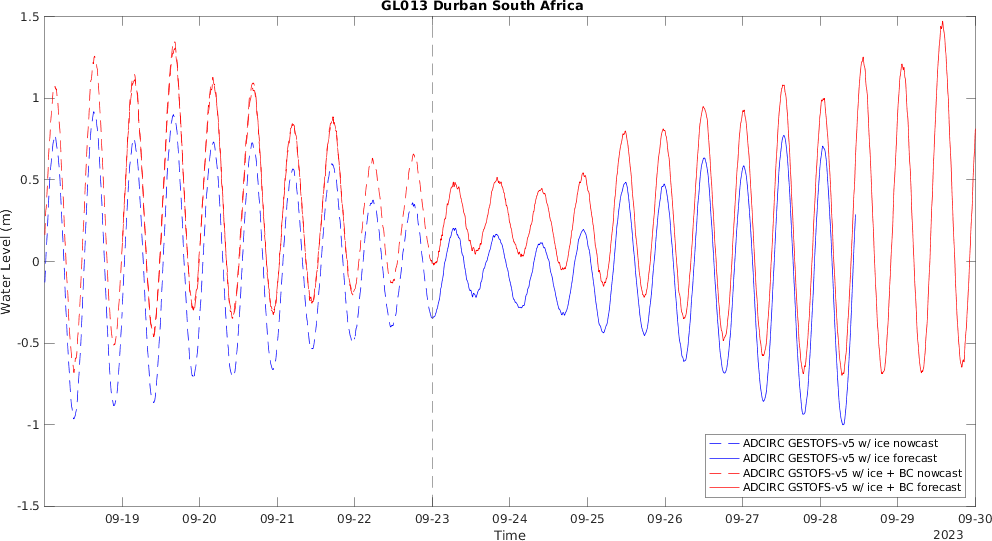 GL013 Durban South Africa
1.5
1
0.5
0
-0.5
-1
-1.5
Water Level (m)
ADCIRC GESTOFS-v5 w/ ice nowcast
ADCIRC GESTOFS-v5 w/ ice forecast
ADCIRC GSTOFS-v5 w/ ice + BC nowcast
ADCIRC GSTOFS-v5 w/ ice + BC forecast
09-19 09-20 09-21 09-22 09-23 09-24 09-25 09-26 09-27 09-28 09-29 09-30
Time
2023